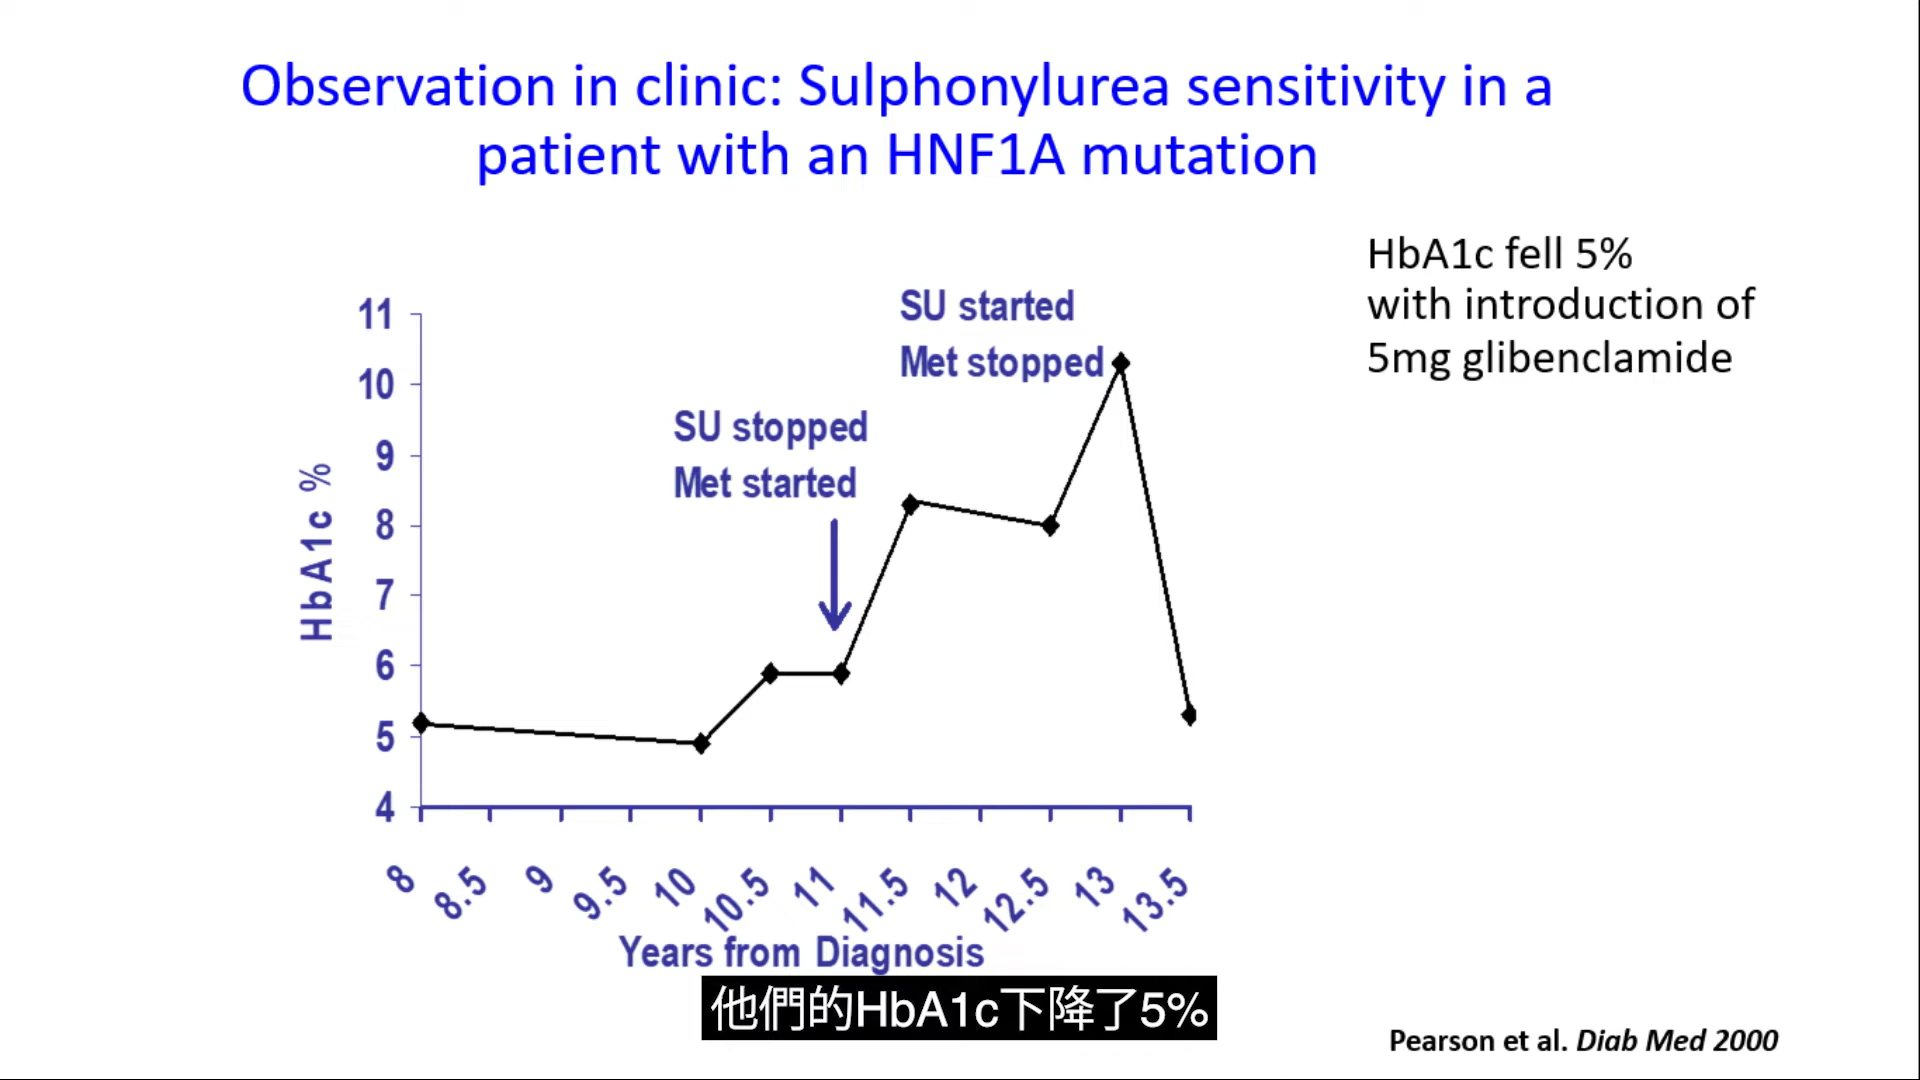 Observation in clinic: Sulphonylurea sensitivity in a
patient with an HNF1A mutation
HbA1c fell 5%
with introduction of
5mg glibenclamide
SU started
Met stopped
SU stopped
Met started
HbA1c %
11
10
9
8
7
6
5
4
8
8.5
9
9.5
10
10.5
11
11.5
12
12.5
13
13.5
Years from Diagnosis
他們的HbA1c下降了5%
Pearson et al. Diab Med 2000